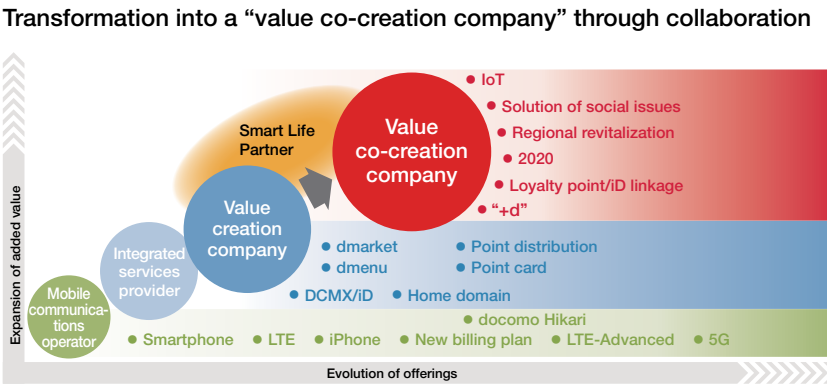 Transformation into a “value co-creation company” through collaboration
Expansion of added value
Smart Life
Partner
Value
co-creation
company
• IoT
• Solution of social issues
• Regional revitalization
• 2020
• Loyalty point/iD linkage
• “+d”
Value
creation
company
• dmarket
• Point distribution
• dmenu
• Point card
• DCMX/iD
• Home domain
Integrated
services
provider
Mobile
communica-
tions
operator
• docomo Hikari
• Smartphone • LTE • iPhone • New billing plan • LTE-Advanced • 5G
Evolution of offerings